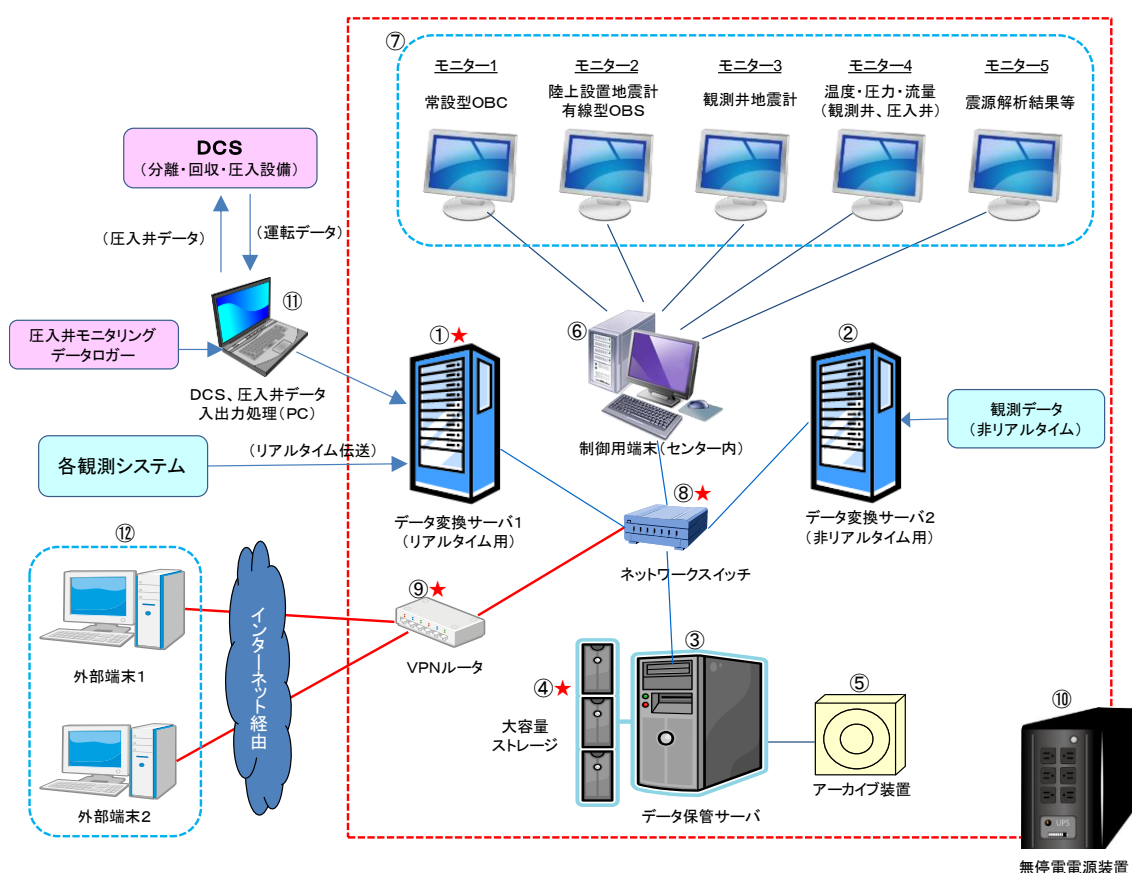 ⑦
モニター1
常設型OBC
モニター2
陸上設置地震計
有線型OBS
モニター3
観測井地震計
モニター4
温度・圧力・流量
（観測井、圧入井）
モニター5
震源解析結果等
DCS
（分離・回収・圧入設備）
（圧入井データ）
（運転データ）
⑪
圧入井モニタリング
データロガー
DCS、圧入井データ
入出力処理（PC）
各観測システム
（リアルタイム伝送）
①★
データ変換サーバ1
（リアルタイム用）
⑥
制御用端末（センター内）
②
データ変換サーバ2
（非リアルタイム用）
観測データ
（非リアルタイム）
⑧★
ネットワークスイッチ
⑫
外部端末1
外部端末2
インターネット経由
⑨★
VPNルータ
③
データ保管サーバ
④★
大容量
ストレージ
⑤
アーカイブ装置
⑩
UPS
無停電電源装置